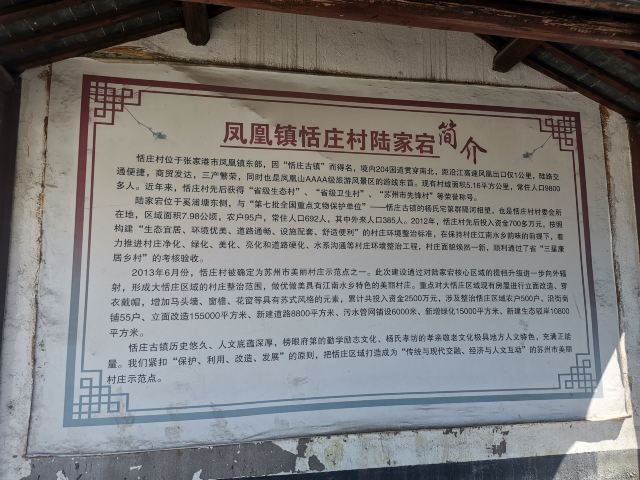 凤凰镇恬庄村陆家宕简介
恬庄村位于张家港市凤凰镇东部，因“恬庄古镇”而得名，境内204国道贯穿南北，距沿江高速凤凰出口仅1公里，陆路交
通便捷，商贸发达，三产繁荣，同时也是凤凰山AAAA级旅游风景区的游线东首。现有村域面积5.16平方公里，常住人口9800
多人。近年来，恬庄村先后获得“省级生态村”、“省级卫生村”、“苏州市先锋村”等荣誉称号。
陆家宕位于奚浦塘东侧，与“第七批全国重点文物保护单位”——恬庄古镇的杨氏宅第群隔河相望，也是恬庄村村委会所
在地，区域面积7.98公顷，农户95户，常住人口692人，其中外来人口385人。2012年，恬庄村先后投入资金700多万元，按照
构建“生态宜居、环境优美、道路通畅、设施配套、舒适便利”的村庄环境整治标准，在保持村庄江南水乡韵味的前提下，着
力推进村庄净化、绿化、美化、亮化和道路硬化、水系沟通等村庄环境整治工程，村庄面貌焕然一新，顺利通过了省“三星康
居乡村”的考核验收。
2013年6月份，恬庄村被确定为苏州市美丽村庄示范点之一。此次建设通过对陆家宕核心区域的提档升级进一步向外辐
射，形成大恬庄区域的村庄整治范围，做优做美具有江南水乡特色的美丽村庄。重点对大恬庄区域现有房屋进行立面改造、穿
衣戴帽，增加马头墙、窗檐、花窗等具有苏式风格的元素，累计共投入资金2500万元，涉及整治恬庄区域农户500户、沿街商
铺55户、立面改造155000平方米、新建道路8800平方米、污水管网铺设6000米、新增绿化15000平方米、新建生态驳岸10800
平方米。
恬庄古镇历史悠久、人文底蕴深厚，榜眼府第的勤学励志文化、杨氏孝坊的孝亲敬老文化极具地方人文特色，充满正能
量。我们紧扣“保护、利用、改造、发展”的原则，把恬庄区域打造成为“传统与现代交融、经济与人文互动”的苏州市美丽
村庄示范点。